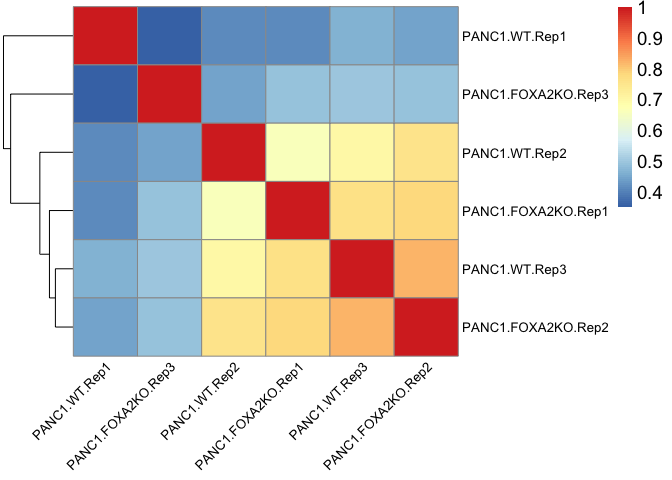 1
PANC1.WT.Rep1
0.9
PANC1.FOXA2KO.Rep3
0.8
0.7
PANC1.WT.Rep2
0.6
0.5
PANC1.FOXA2KO.Rep1
0.4
PANC1.WT.Rep3
PANC1.FOXA2KO.Rep2
PANC1.WT.Rep1
PANC1.FOXA2KO.Rep3
PANC1.WT.Rep2
PANC1.FOXA2KO.Rep1
PANC1.WT.Rep3
PANC1.FOXA2KO.Rep2